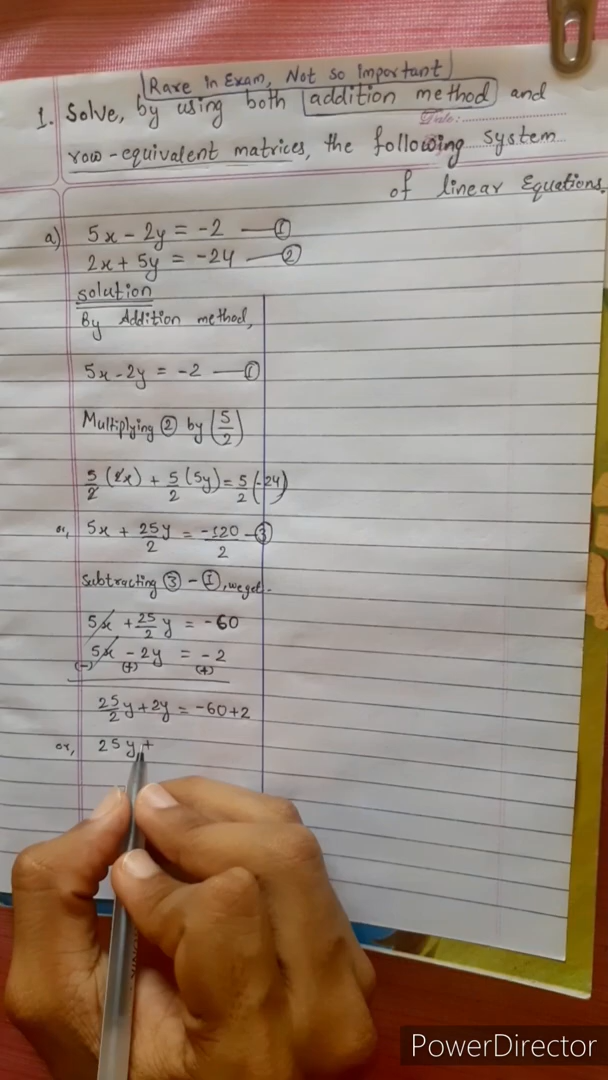 Rare In Exam, Not so important
1. Solve, by using both addition method and
Date:
row-equivalent matrices, the following system
of linear Equations.
a) 5x - 2y = -2 — ①
2x + 5y = -24 — ②
solution
By Addition method,
5x - 2y = -2 — ①
Multiplying ② by (5/2)
5/2 (2x) + 5/2 (5y) = 5/2 (-24)
or, 5x + 25y/2 = -120/2 - ③
Subtracting ③ - ①, we get.
5x + 25/2 y = -60
5x - 2y = -2
(-) (+) (+)
25/2 y + 2y = -60+2
or, 25y +
PowerDirector